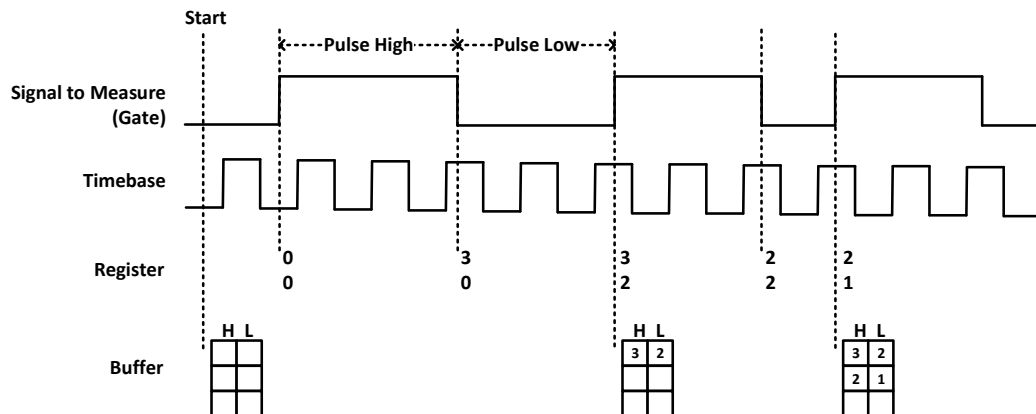 Start
Pulse High
Pulse Low
Signal to Measure
(Gate)
Timebase
Register
0 3 3 2 2
0 0 2 2 1
H L H L H L
Buffer
3 2 3 2
2 1